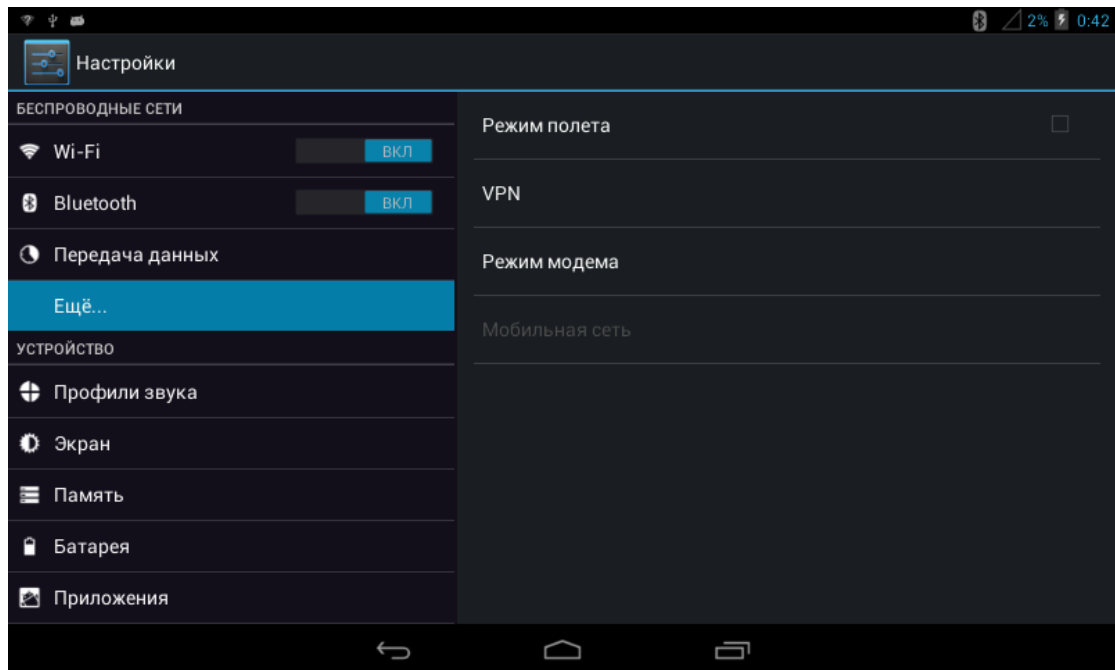 2% 0:42
Настройки
БЕСПРОВОДНЫЕ СЕТИ
Wi-Fi ВКЛ
Bluetooth ВКЛ
Передача данных
Ещё...
УСТРОЙСТВО
Профили звука
Экран
Память
Батарея
Приложения
Режим полета
VPN
Режим модема
Мобильная сеть